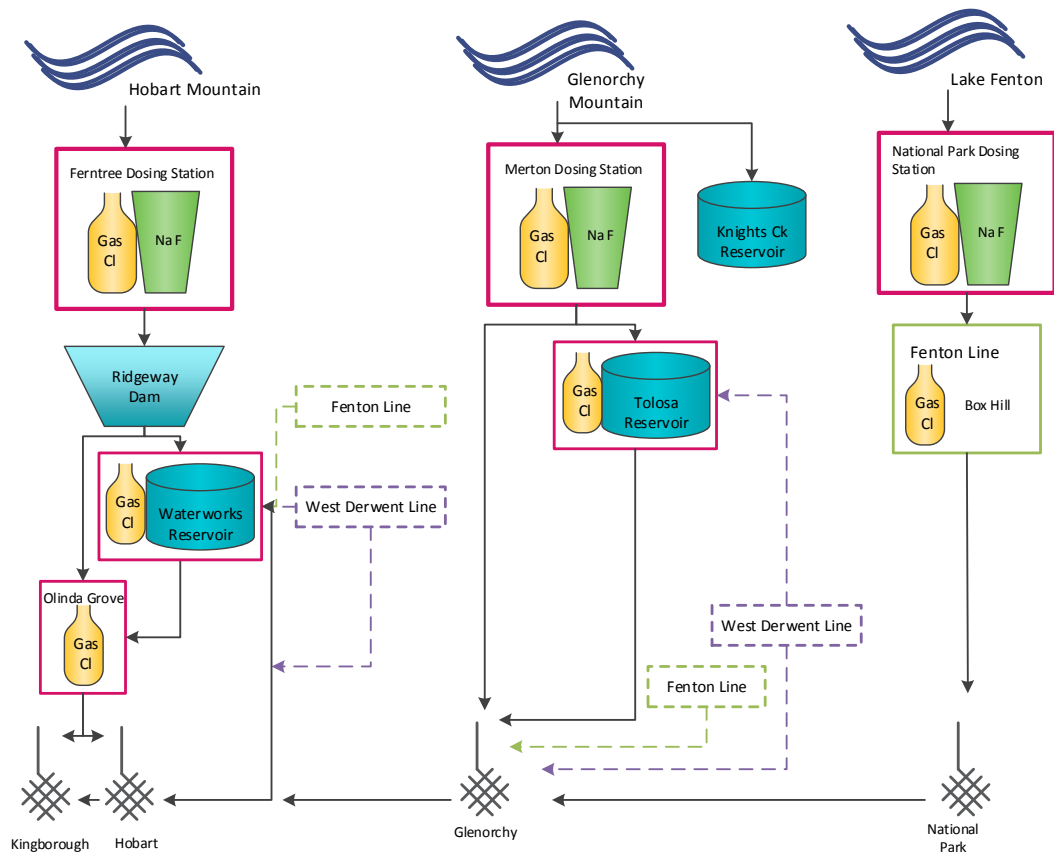 Hobart Mountain
Glenorchy
Mountain
Lake Fenton
Ferntree Dosing Station
Gas
Cl
Na F
Merton Dosing Station
Gas
Cl
Na F
Knights Ck
Reservoir
National Park Dosing
Station
Gas
Cl
Na F
Ridgeway
Dam
Fenton Line
Gas
Cl
Tolosa
Reservoir
Fenton Line
Gas
Cl
Box Hill
Gas
Cl
Waterworks
Reservoir
West Derwent Line
Olinda Grove
Gas
Cl
West Derwent Line
Fenton Line
Kingborough
Hobart
Glenorchy
National
Park